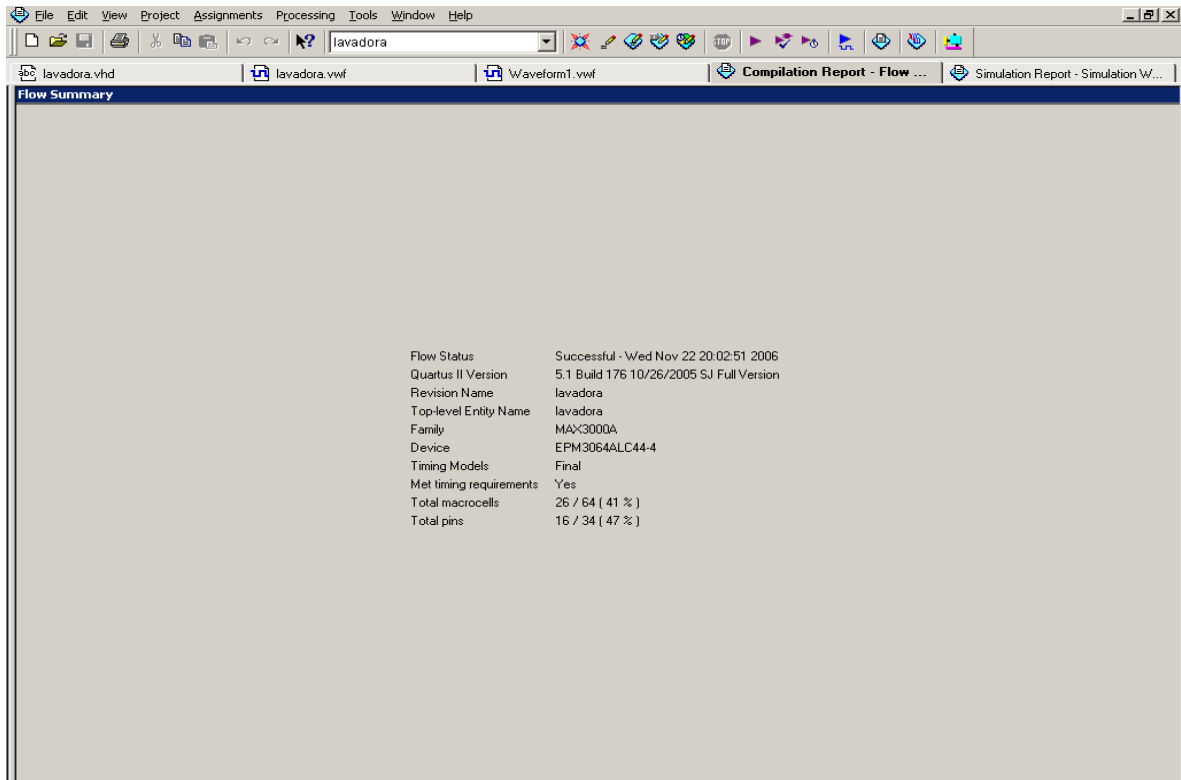 File Edit View Project Assignments Processing Tools Window Help
lavadora
STOP
abc lavadora.vhd lavadora.vwf Waveform1.vwf Compilation Report - Flow ... Simulation Report - Simulation W...
Flow Summary
Flow Status Successful - Wed Nov 22 20:02:51 2006
Quartus II Version 5.1 Build 176 10/26/2005 SJ Full Version
Revision Name lavadora
Top-level Entity Name lavadora
Family MAX3000A
Device EPM3064ALC44-4
Timing Models Final
Met timing requirements Yes
Total macrocells 26 / 64 ( 41 % )
Total pins 16 / 34 ( 47 % )